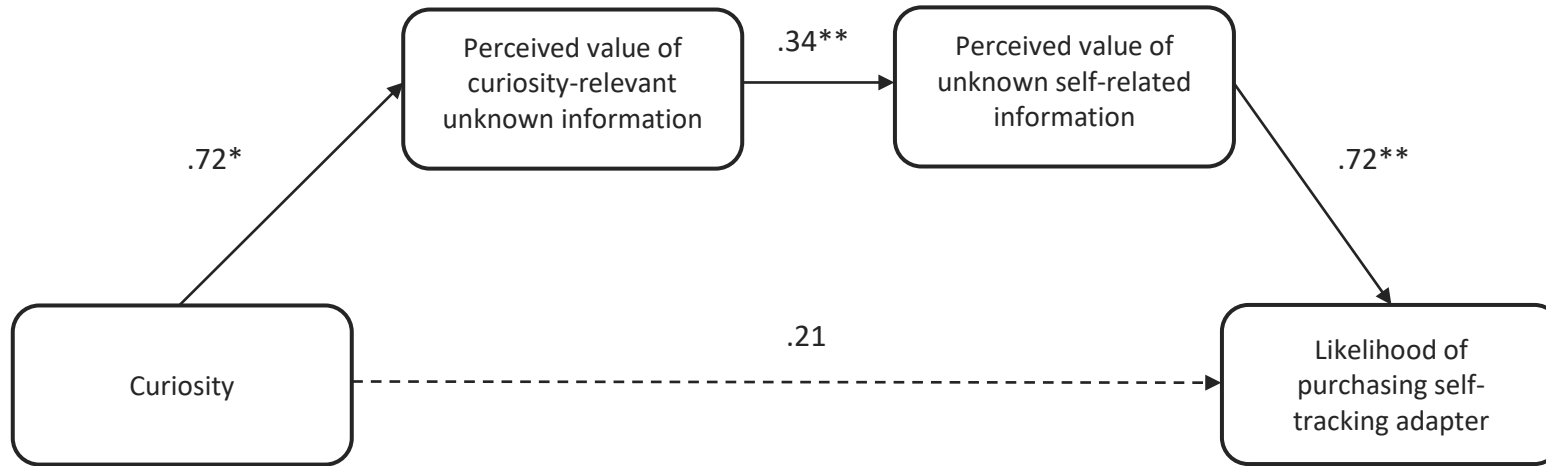 Perceived value of
curiosity-relevant
unknown information
.34**
Perceived value of
unknown self-related
information
.72*
.72**
Curiosity
.21
Likelihood of
purchasing self-
tracking adapter